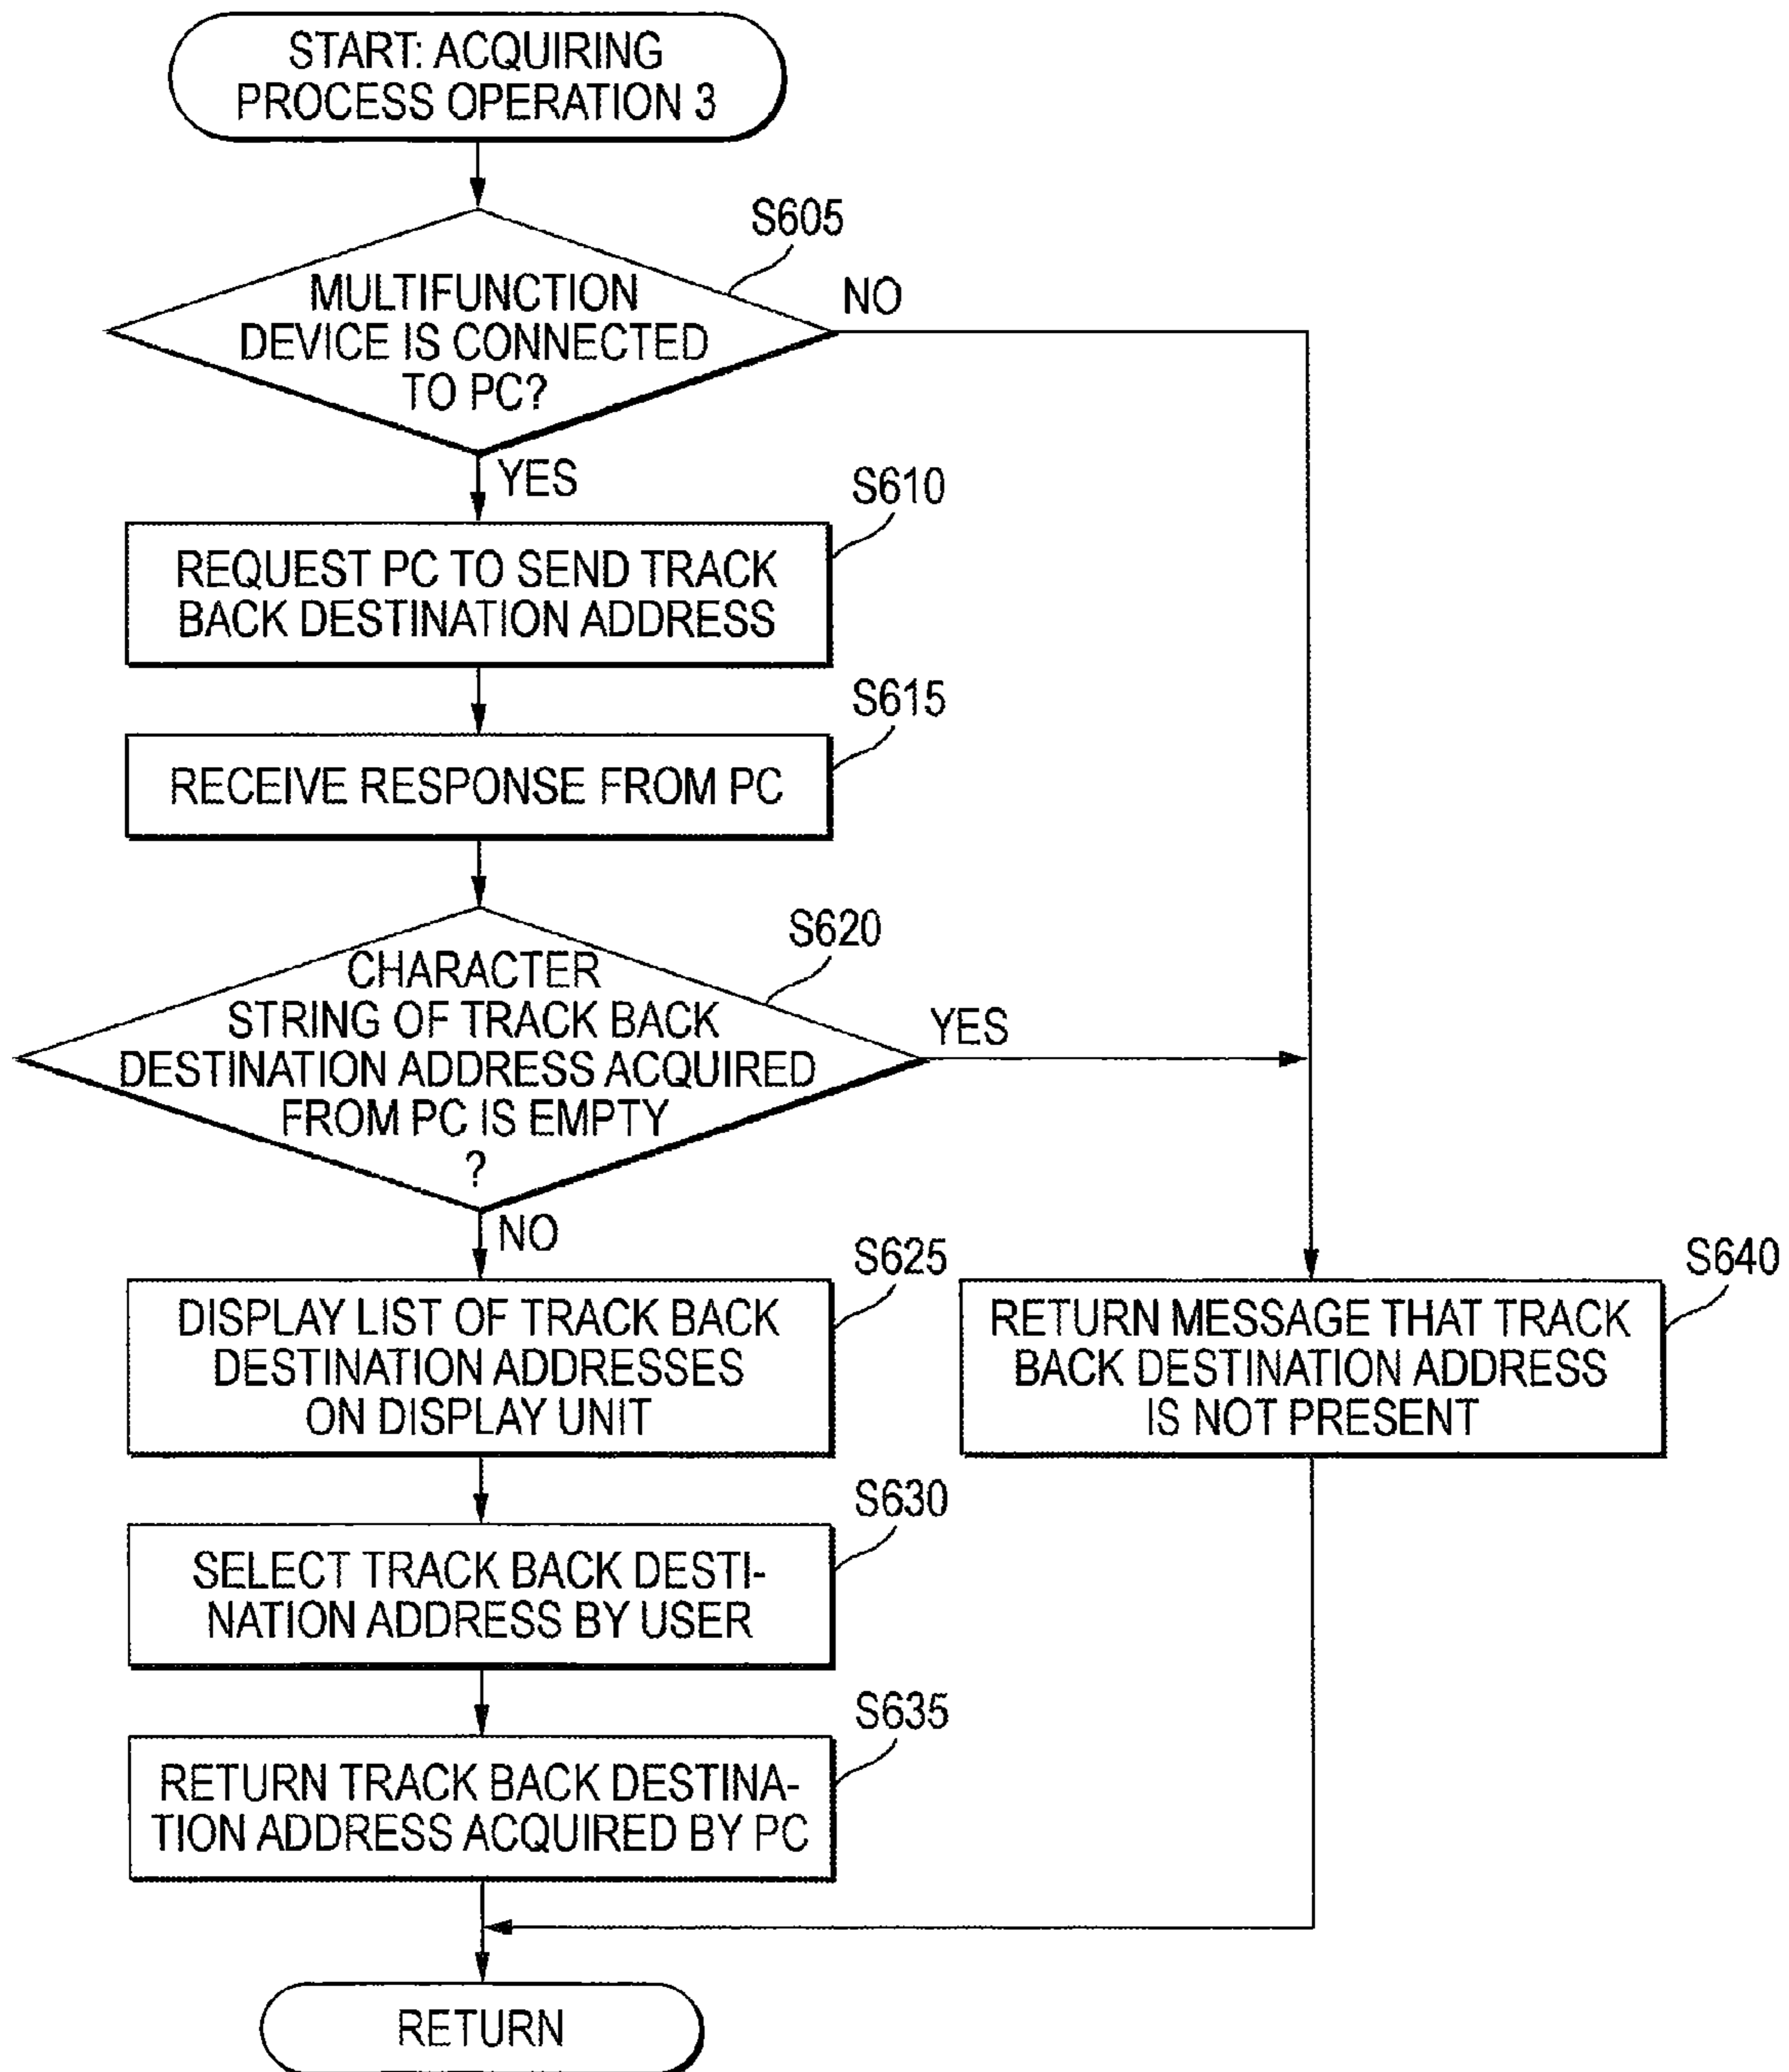 START: ACQUIRING
PROCESS OPERATION 3
S605
MULTIFUNCTION
DEVICE IS CONNECTED
TO PC?
NO
YES
S610
REQUEST PC TO SEND TRACK
BACK DESTINATION ADDRESS
S615
RECEIVE RESPONSE FROM PC
S620
CHARACTER
STRING OF TRACK BACK
DESTINATION ADDRESS ACQUIRED
FROM PC IS EMPTY
?
YES
NO
S625
DISPLAY LIST OF TRACK BACK
DESTINATION ADDRESSES
ON DISPLAY UNIT
S640
RETURN MESSAGE THAT TRACK
BACK DESTINATION ADDRESS
IS NOT PRESENT
S630
SELECT TRACK BACK DESTI-
NATION ADDRESS BY USER
S635
RETURN TRACK BACK DESTINA-
TION ADDRESS ACQUIRED BY PC
RETURN